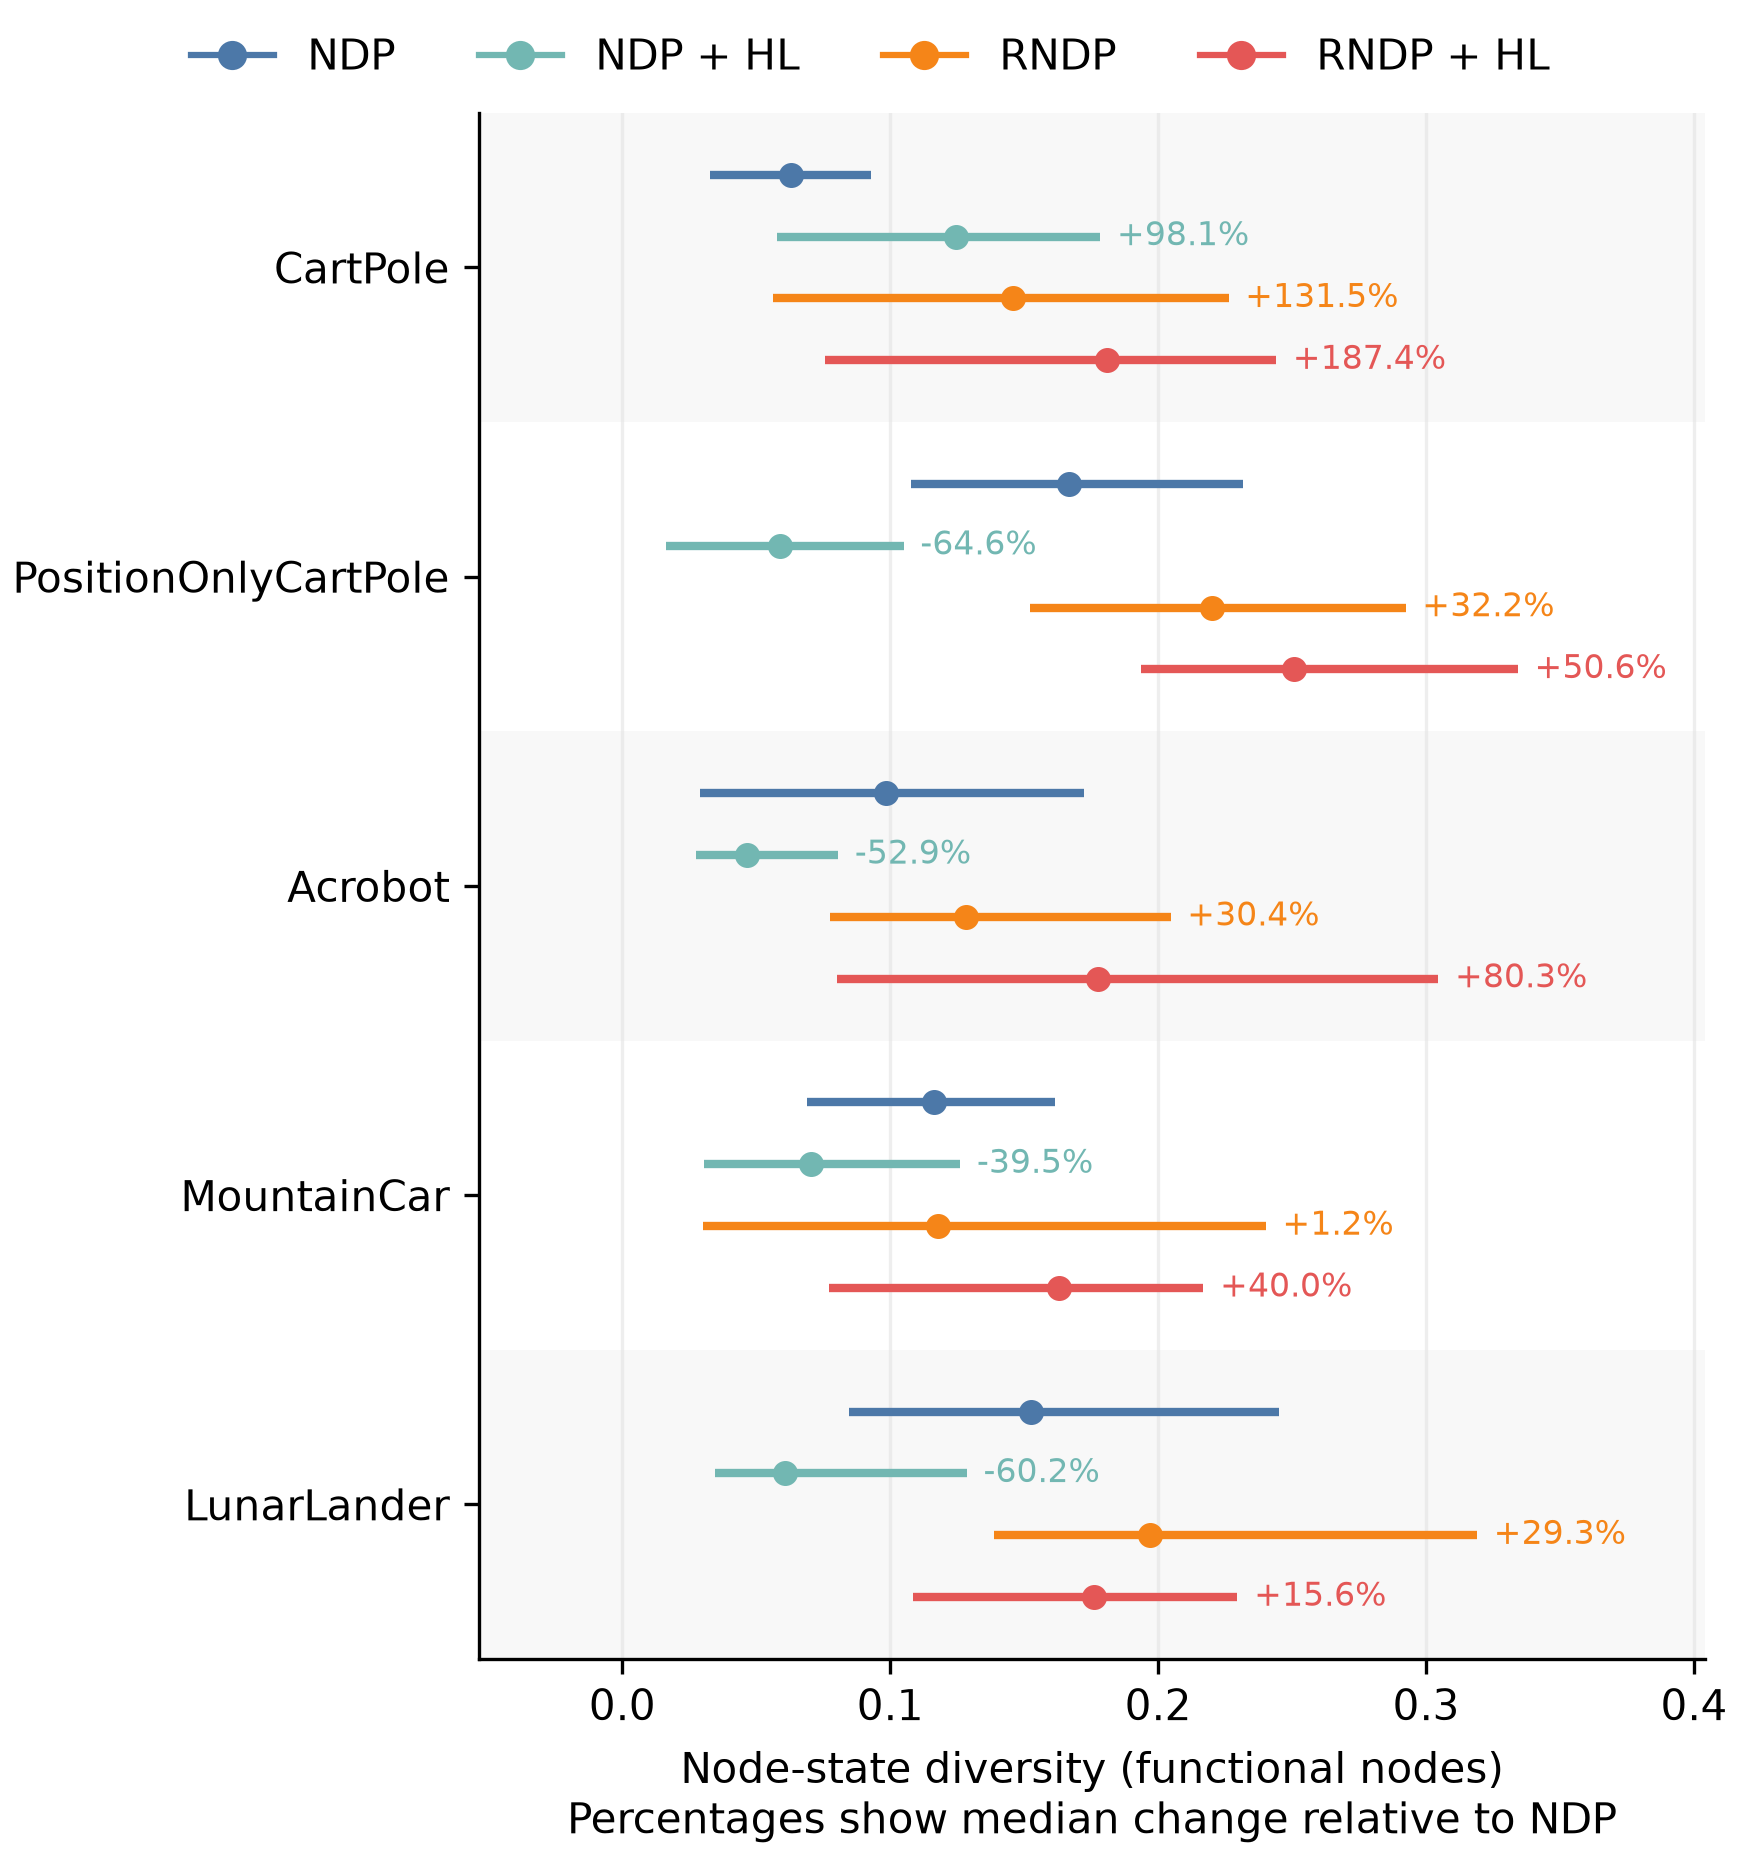 NDP NDP + HL RNDP RNDP + HL
CartPole
+98.1%
+131.5%
+187.4%
PositionOnlyCartPole
-64.6%
+32.2%
+50.6%
Acrobot
-52.9%
+30.4%
+80.3%
MountainCar
-39.5%
+1.2%
+40.0%
LunarLander
-60.2%
+29.3%
+15.6%
0.0 0.1 0.2 0.3 0.4
Node-state diversity (functional nodes)
Percentages show median change relative to NDP